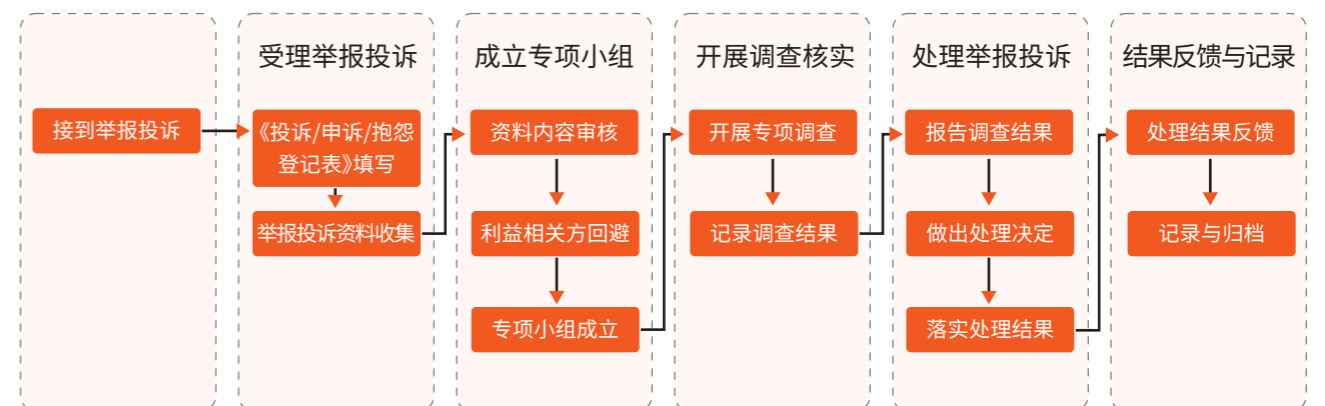 接到举报投诉
受理举报投诉
《投诉/申诉/抱怨
登记表》填写
举报投诉资料收集
成立专项小组
资料内容审核
利益相关方回避
专项小组成立
开展调查核实
开展专项调查
记录调查结果
处理举报投诉
报告调查结果
做出处理决定
落实处理结果
结果反馈与记录
处理结果反馈
记录与归档